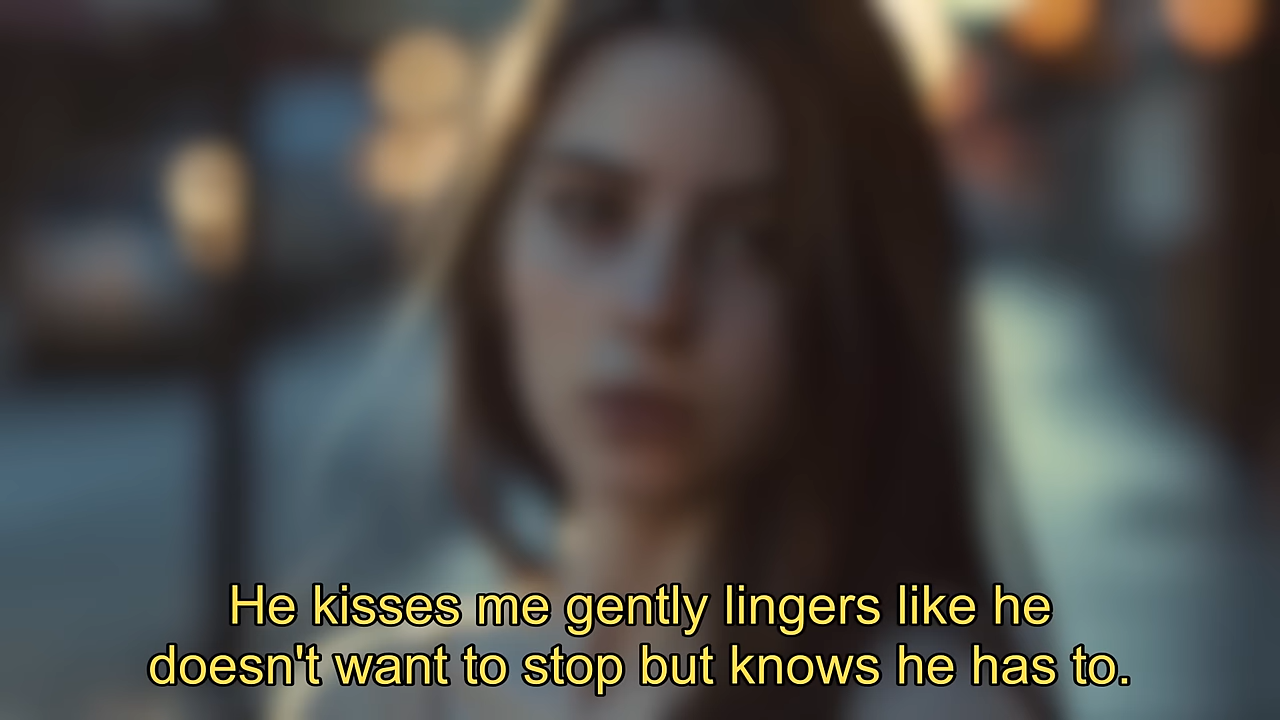 He kisses me gently lingers like he
doesn't want to stop but knows he has to.